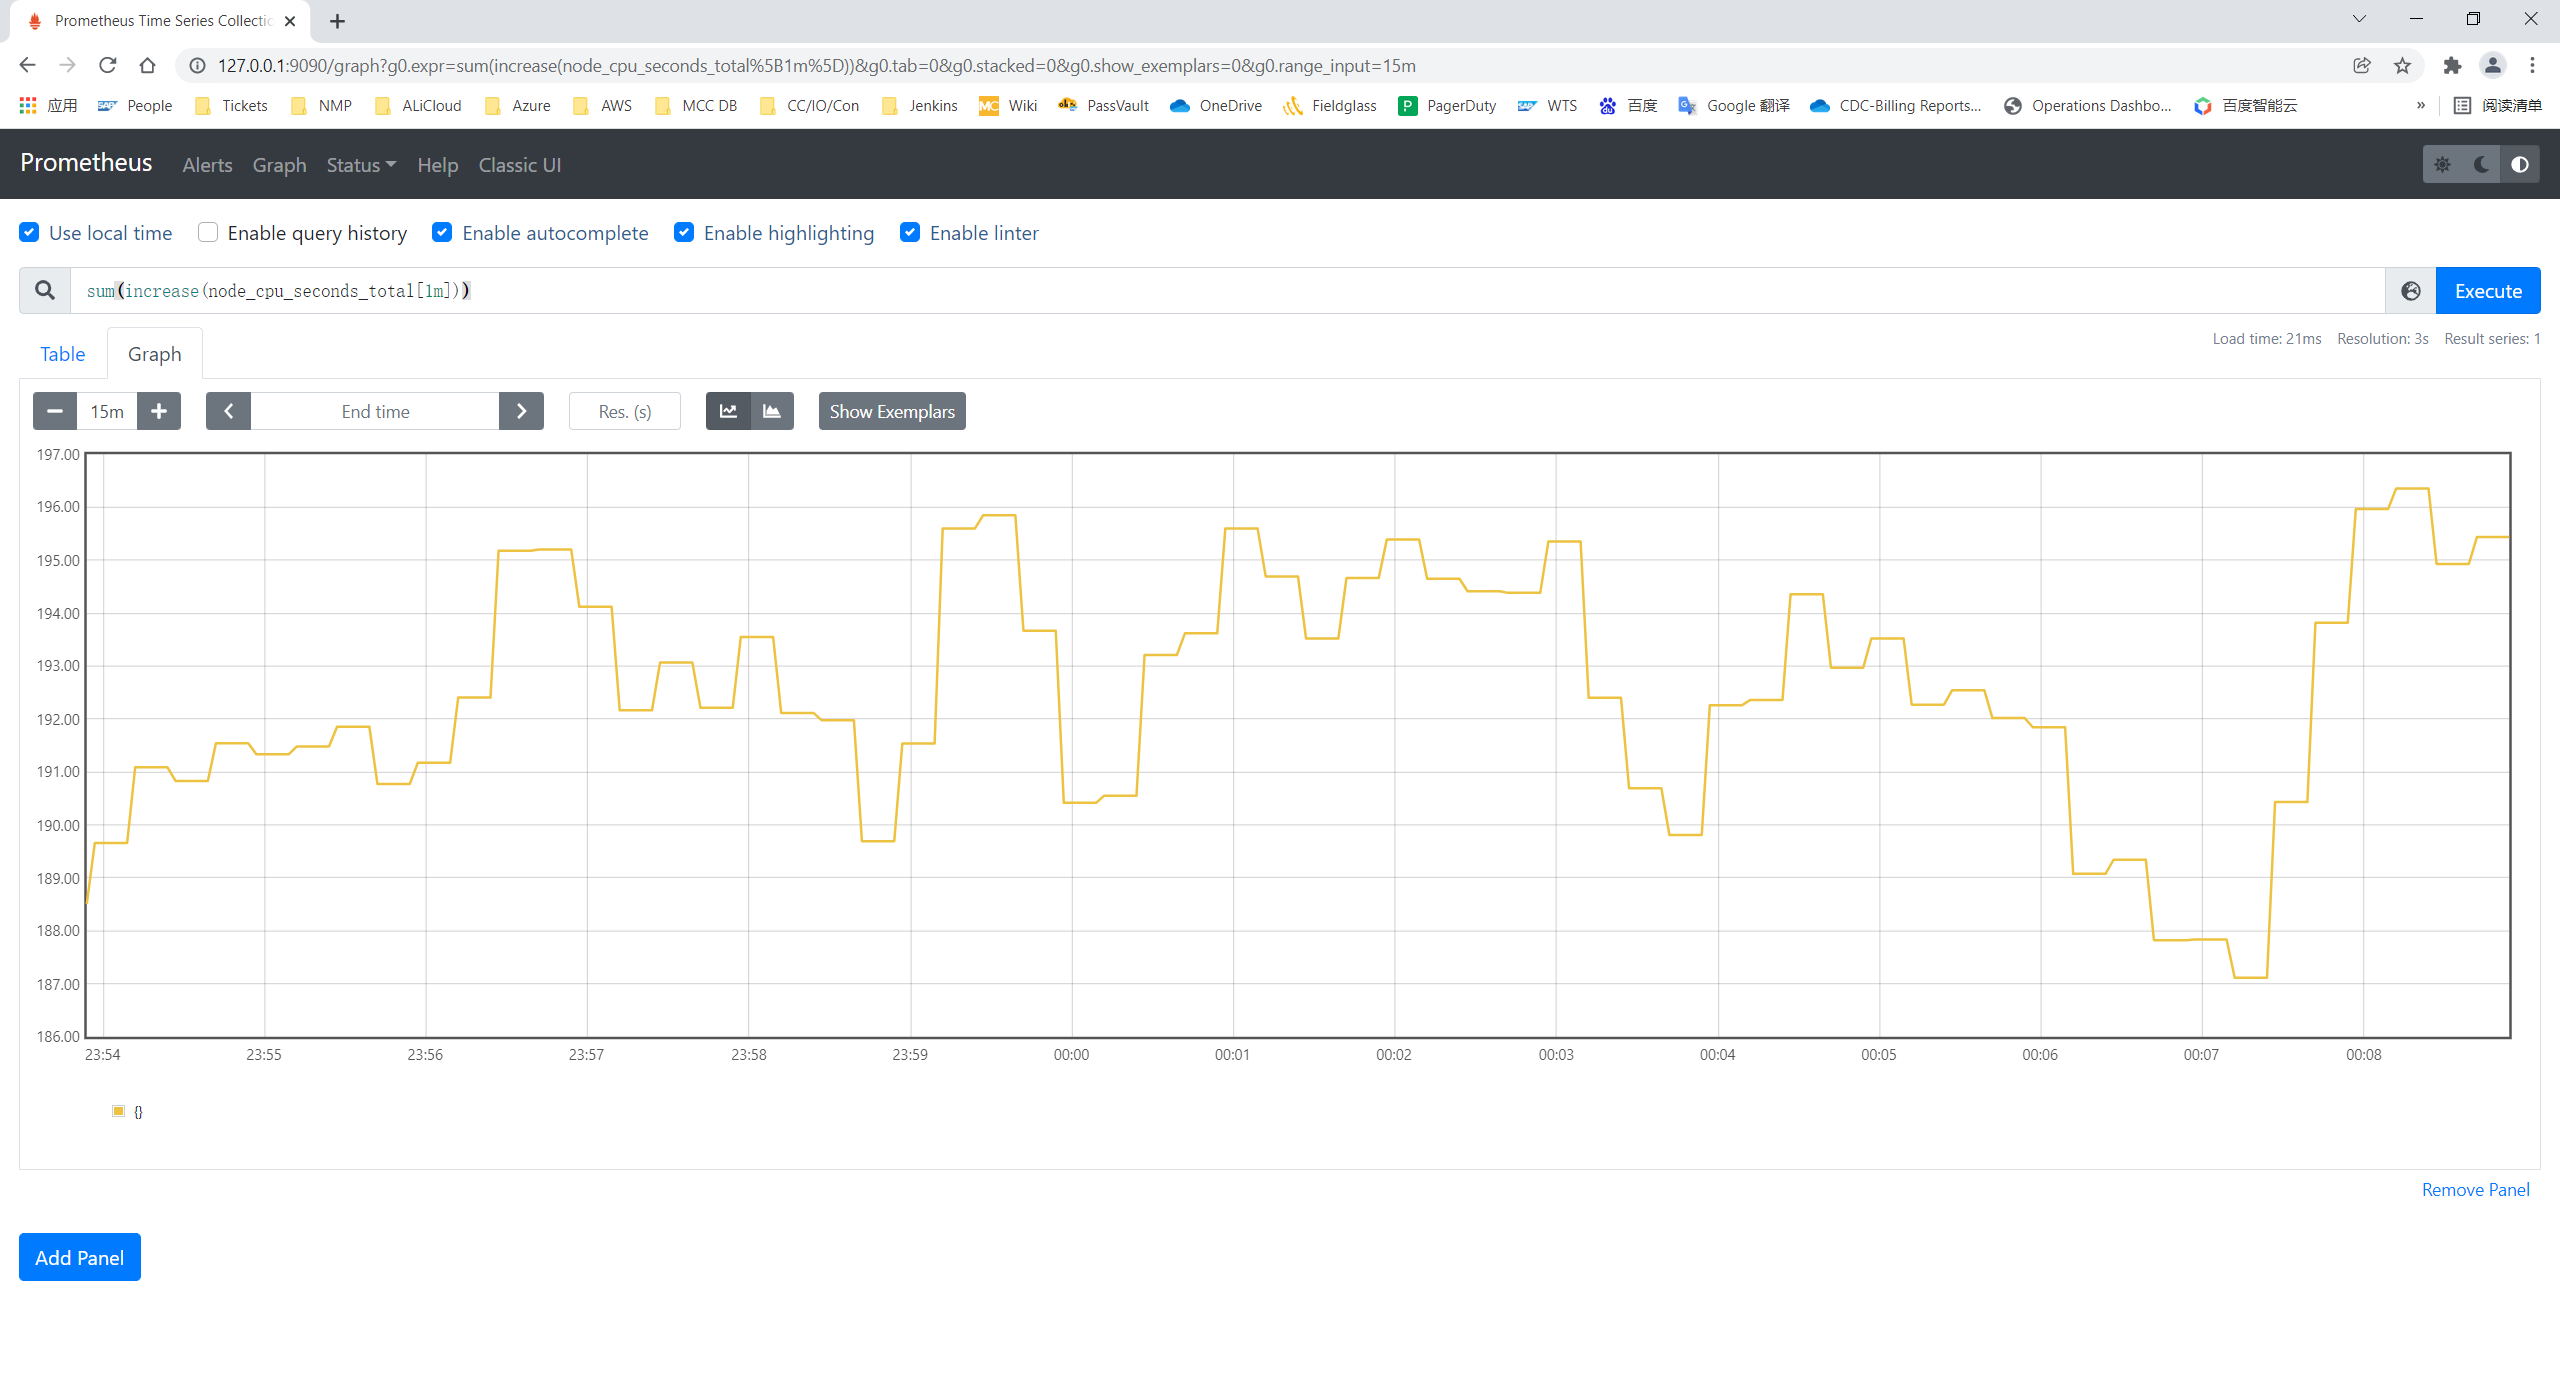 Prometheus Time Series Collectio
127.0.0.1:9090/graph?g0.expr=sum(increase(node_cpu_seconds_total%5B1m%5D))&g0.tab=0&g0.stacked=0&g0.show_exemplars=0&g0.range_input=15m
应用 SAP People Tickets NMP ALiCloud Azure AWS MCC DB CC/IO/Con Jenkins MC Wiki PassVault OneDrive Fieldglass P PagerDuty SAP WTS 百度 Google 翻译 CDC-Billing Reports... Operations Dashbo... 百度智能云 » 阅读清单
Prometheus Alerts Graph Status Help Classic UI
Use local time Enable query history Enable autocomplete Enable highlighting Enable linter
sum(increase(node_cpu_seconds_total[1m])) Execute
Table Graph Load time: 21ms Resolution: 3s Result series: 1
15m End time Res. (s) Show Exemplars
197.00
196.00
195.00
194.00
193.00
192.00
191.00
190.00
189.00
188.00
187.00
186.00
23:54 23:55 23:56 23:57 23:58 23:59 00:00 00:01 00:02 00:03 00:04 00:05 00:06 00:07 00:08
{}
Remove Panel
Add Panel